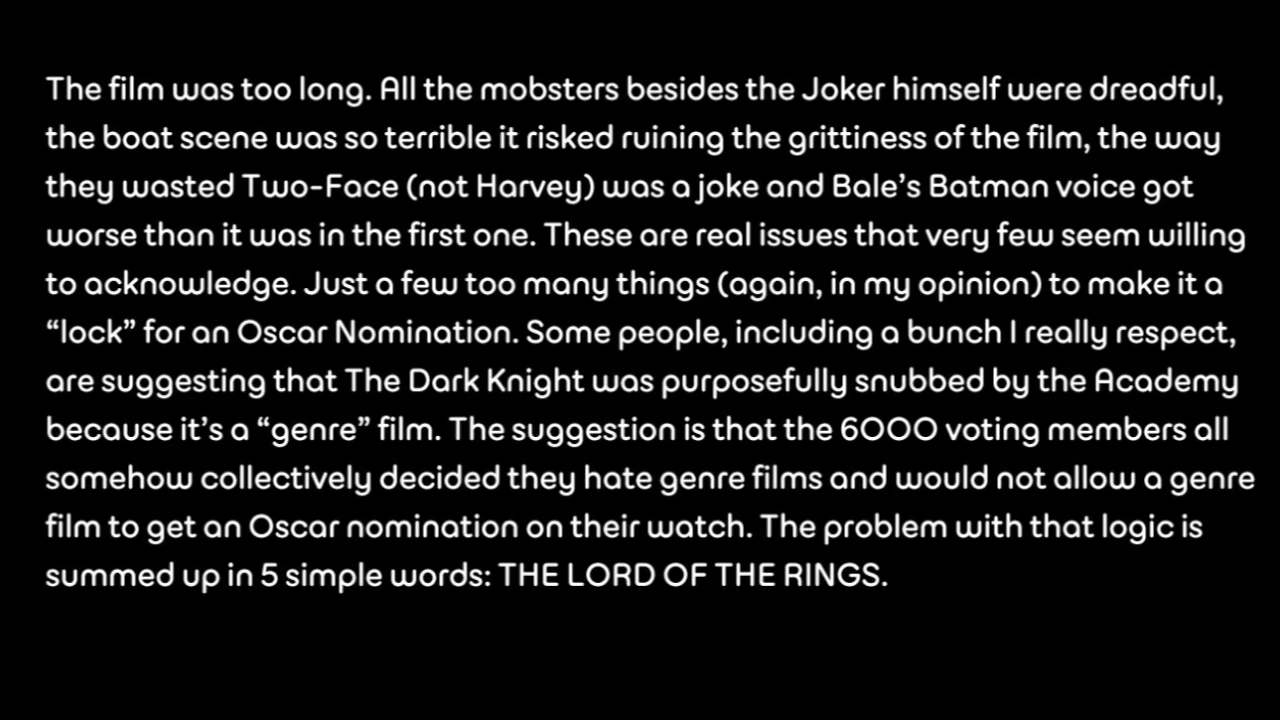 The film was too long. All the mobsters besides the Joker himself were dreadful,
the boat scene was so terrible it risked ruining the grittiness of the film, the way
they wasted Two-Face (not Harvey) was a joke and Bale’s Batman voice got
worse than it was in the first one. These are real issues that very few seem willing
to acknowledge. Just a few too many things (again, in my opinion) to make it a
“lock” for an Oscar Nomination. Some people, including a bunch I really respect,
are suggesting that The Dark Knight was purposefully snubbed by the Academy
because it’s a “genre” film. The suggestion is that the 6000 voting members all
somehow collectively decided they hate genre films and would not allow a genre
film to get an Oscar nomination on their watch. The problem with that logic is
summed up in 5 simple words: THE LORD OF THE RINGS.